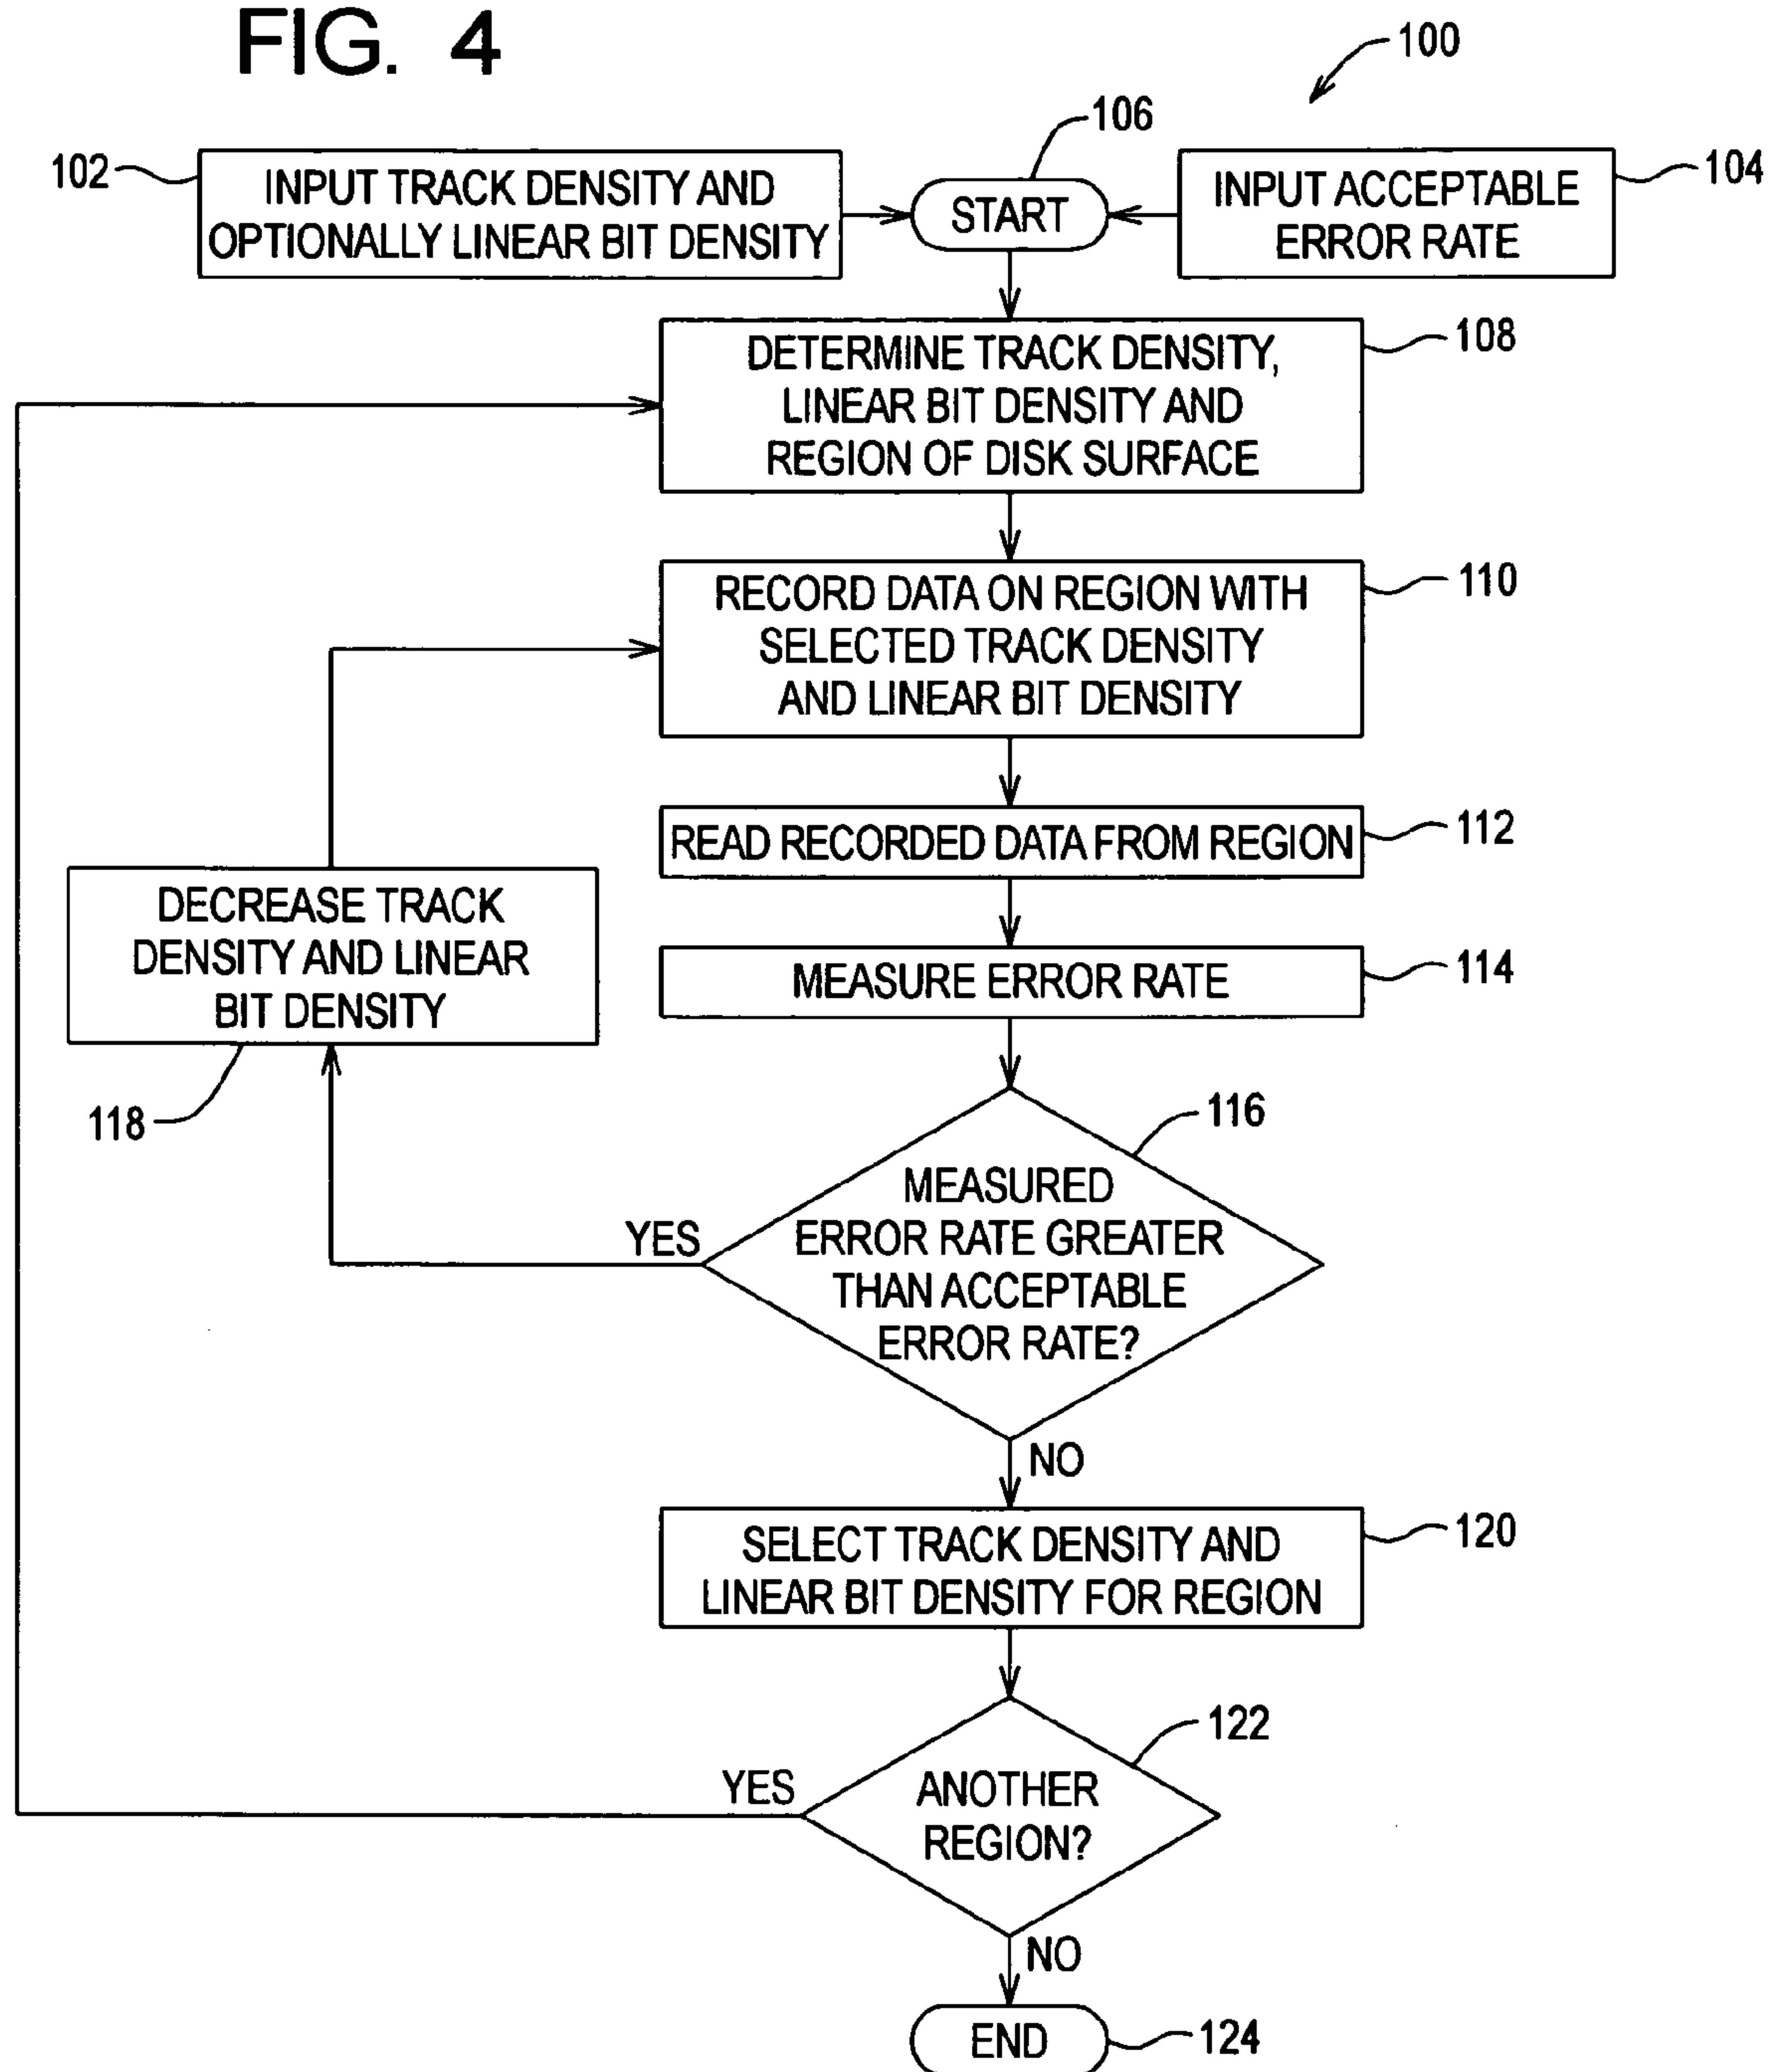 FIG. 4
100
106
102
INPUT TRACK DENSITY AND
OPTIONALLY LINEAR BIT DENSITY
START
INPUT ACCEPTABLE
ERROR RATE
104
DETERMINE TRACK DENSITY,
LINEAR BIT DENSITY AND
REGION OF DISK SURFACE
108
RECORD DATA ON REGION WITH
SELECTED TRACK DENSITY
AND LINEAR BIT DENSITY
110
READ RECORDED DATA FROM REGION
112
DECREASE TRACK
DENSITY AND LINEAR
BIT DENSITY
118
MEASURE ERROR RATE
114
116
MEASURED
ERROR RATE GREATER
THAN ACCEPTABLE
ERROR RATE?
YES
NO
SELECT TRACK DENSITY AND
LINEAR BIT DENSITY FOR REGION
120
122
YES
ANOTHER
REGION?
NO
END
124